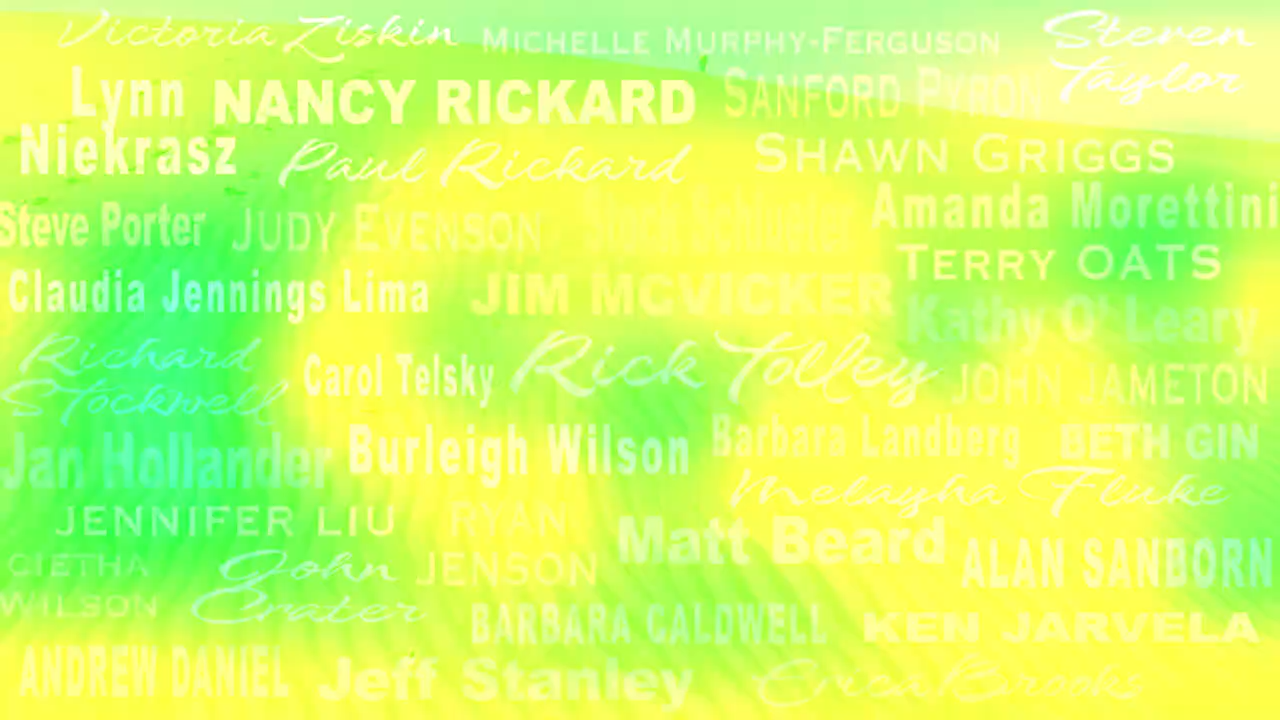 Victoria Ziskin
MICHELLE MURPHY-FERGUSON
Steven
Taylor
Lynn
Niekrasz
NANCY RICKARD
SANFORD PYRON
Paul Rickard
SHAWN GRIGGS
Steve Porter
JUDY EVENSON
Schlueter
Amanda Morettini
TERRY OATS
Claudia Jennings Lima
JIM MCVICKER
Kathy O' Leary
Richard
Stockwell
Carol Telsky
Rick Tolley
JOHN JAMETON
Jan Hollander
Burleigh Wilson
Barbara Landberg
BETH GIN
Melaysha Fluke
JENNIFER LIU
RYAN
JENSON
Matt Beard
ALAN SANBORN
CIETHA
WILSON
John
Crater
BARBARA CALDWELL
KEN JARVELA
ANDREW DANIEL
Jeff Stanley
Erica Brooks